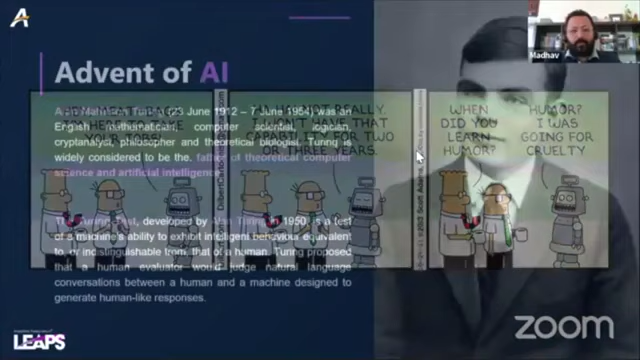 Madhav
Advent of AI
Alan Mathison Turing (23 June 1912 – 7 June 1954) was an
English mathematician, computer scientist, logician,
cryptanalyst, philosopher and theoretical biologist. Turing is
widely considered to be the. father of theoretical computer
science and artificial intelligence.
The Turing Test, developed by Alan Turing in 1950, is a test
of a machine's ability to exhibit intelligent behaviour equivalent
to, or indistinguishable from, that of a human. Turing proposed
that a human evaluator would judge natural language
conversations between a human and a machine designed to
generate human-like responses.
YOUR JOBS!
HA HA! NOT REALLY.
I WON'T HAVE THAT
CAPABILITY FOR TWO
OR THREE YEARS.
WHEN
DID YOU
LEARN
HUMOR?
HUMOR?
I WAS
GOING FOR
CRUELTY
LEAPS
zoom